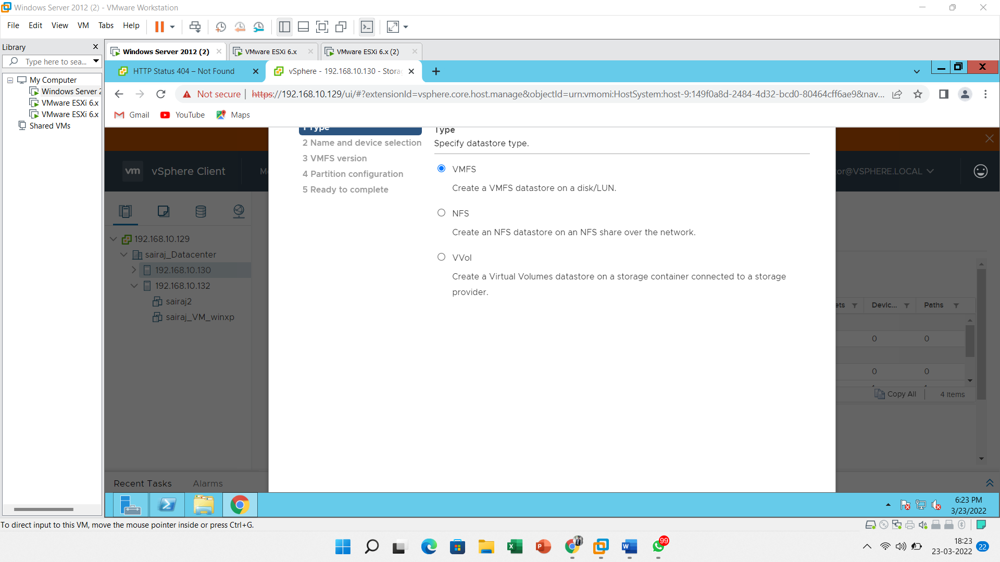 Windows Server 2012 (2) - VMware Workstation
File Edit View VM Tabs Help
Library
Type here to sea...
My Computer
Windows Server 2
VMware ESXi 6.x
VMware ESXi 6.x
Shared VMs
Windows Server 2012 (2)
VMware ESXi 6.x
VMware ESXi 6.x (2)
HTTP Status 404 – Not Found
vSphere - 192.168.10.130 - Stora
Not secure
https://192.168.10.129/ui/#?extensionId=vsphere.core.host.manage&objectId=urn:vmomi:HostSystem:host-9:149f0a8d-2484-4d32-bcd0-80464cff6ae9&nav...
Gmail
YouTube
Maps
vm
vSphere Client
or@VSPHERE.LOCAL
192.168.10.129
sairaj_Datacenter
192.168.10.130
192.168.10.132
sairaj2
sairaj_VM_winxp
1 Type
2 Name and device selection
3 VMFS version
4 Partition configuration
5 Ready to complete
Type
Specify datastore type.
VMFS
Create a VMFS datastore on a disk/LUN.
NFS
Create an NFS datastore on an NFS share over the network.
VVol
Create a Virtual Volumes datastore on a storage container connected to a storage
provider.
ets Devic... Paths
0 0
0 0
Copy All
4 items
Recent Tasks
Alarms
6:23 PM
3/23/2022
To direct input to this VM, move the mouse pointer inside or press Ctrl+G.
99
18:23
23-03-2022
22